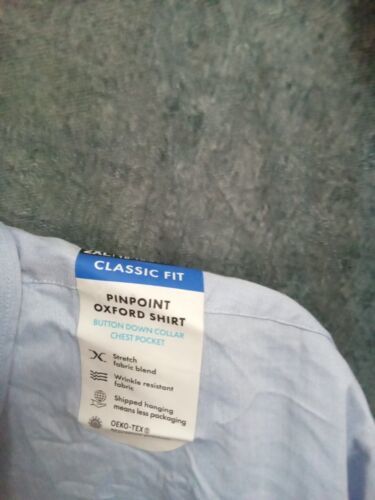 CLASSIC FIT
PINPOINT
OXFORD SHIRT
BUTTON DOWN COLLAR
CHEST POCKET
Stretch
fabric blend
Wrinkle resistant
fabric
Shipped hanging
means less packaging
OEKO-TEX®